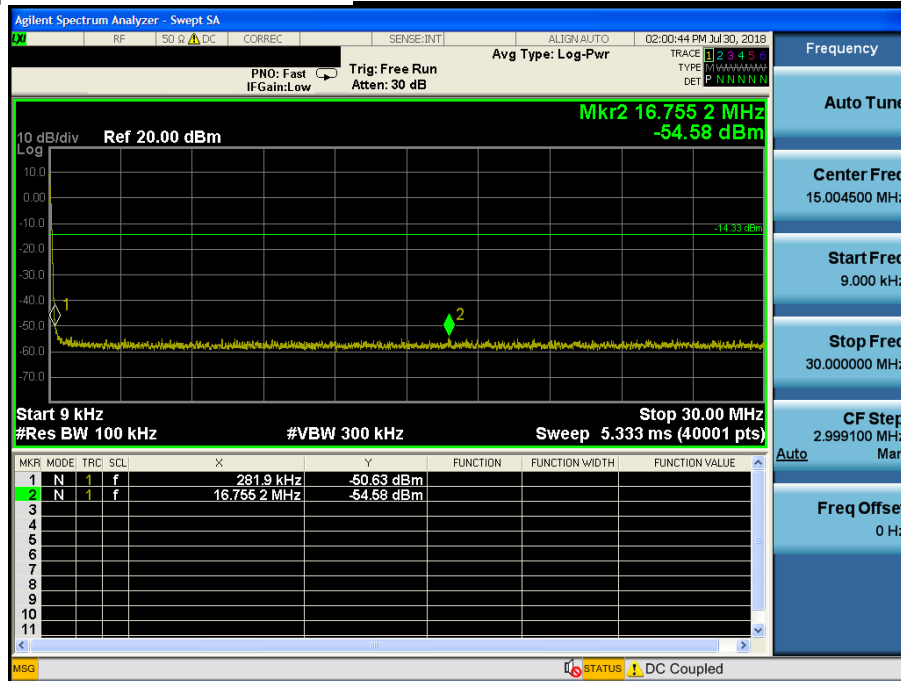 Agilent Spectrum Analyzer - Swept SA
LXI RF 50 Ω DC CORREC SENSE:INT ALIGN AUTO 02:00:44 PM Jul 30, 2018
PNO: Fast
IFGain:Low
Trig: Free Run
Atten: 30 dB
Avg Type: Log-Pwr
TRACE 1 2 3 4 5 6
TYPE M W W W W W
DET P N N N N N
Mkr2 16.755 2 MHz
-54.58 dBm
10 dB/div
Log
Ref 20.00 dBm
10.0
0.00
-10.0
-14.33 dBm
-20.0
-30.0
-40.0
1
2
-50.0
-60.0
-70.0
Start 9 kHz Stop 30.00 MHz
#Res BW 100 kHz #VBW 300 kHz Sweep 5.333 ms (40001 pts)
MKR MODE TRC SCL X Y FUNCTION FUNCTION WIDTH FUNCTION VALUE
1 N 1 f 281.9 kHz -50.63 dBm
2 N 1 f 16.755 2 MHz -54.58 dBm
3
4
5
6
7
8
9
10
11
MSG STATUS DC Coupled
Frequency
Auto Tune
Center Freq
15.004500 MHz
Start Freq
9.000 kHz
Stop Freq
30.000000 MHz
CF Step
2.999100 MHz
Auto Man
Freq Offset
0 Hz